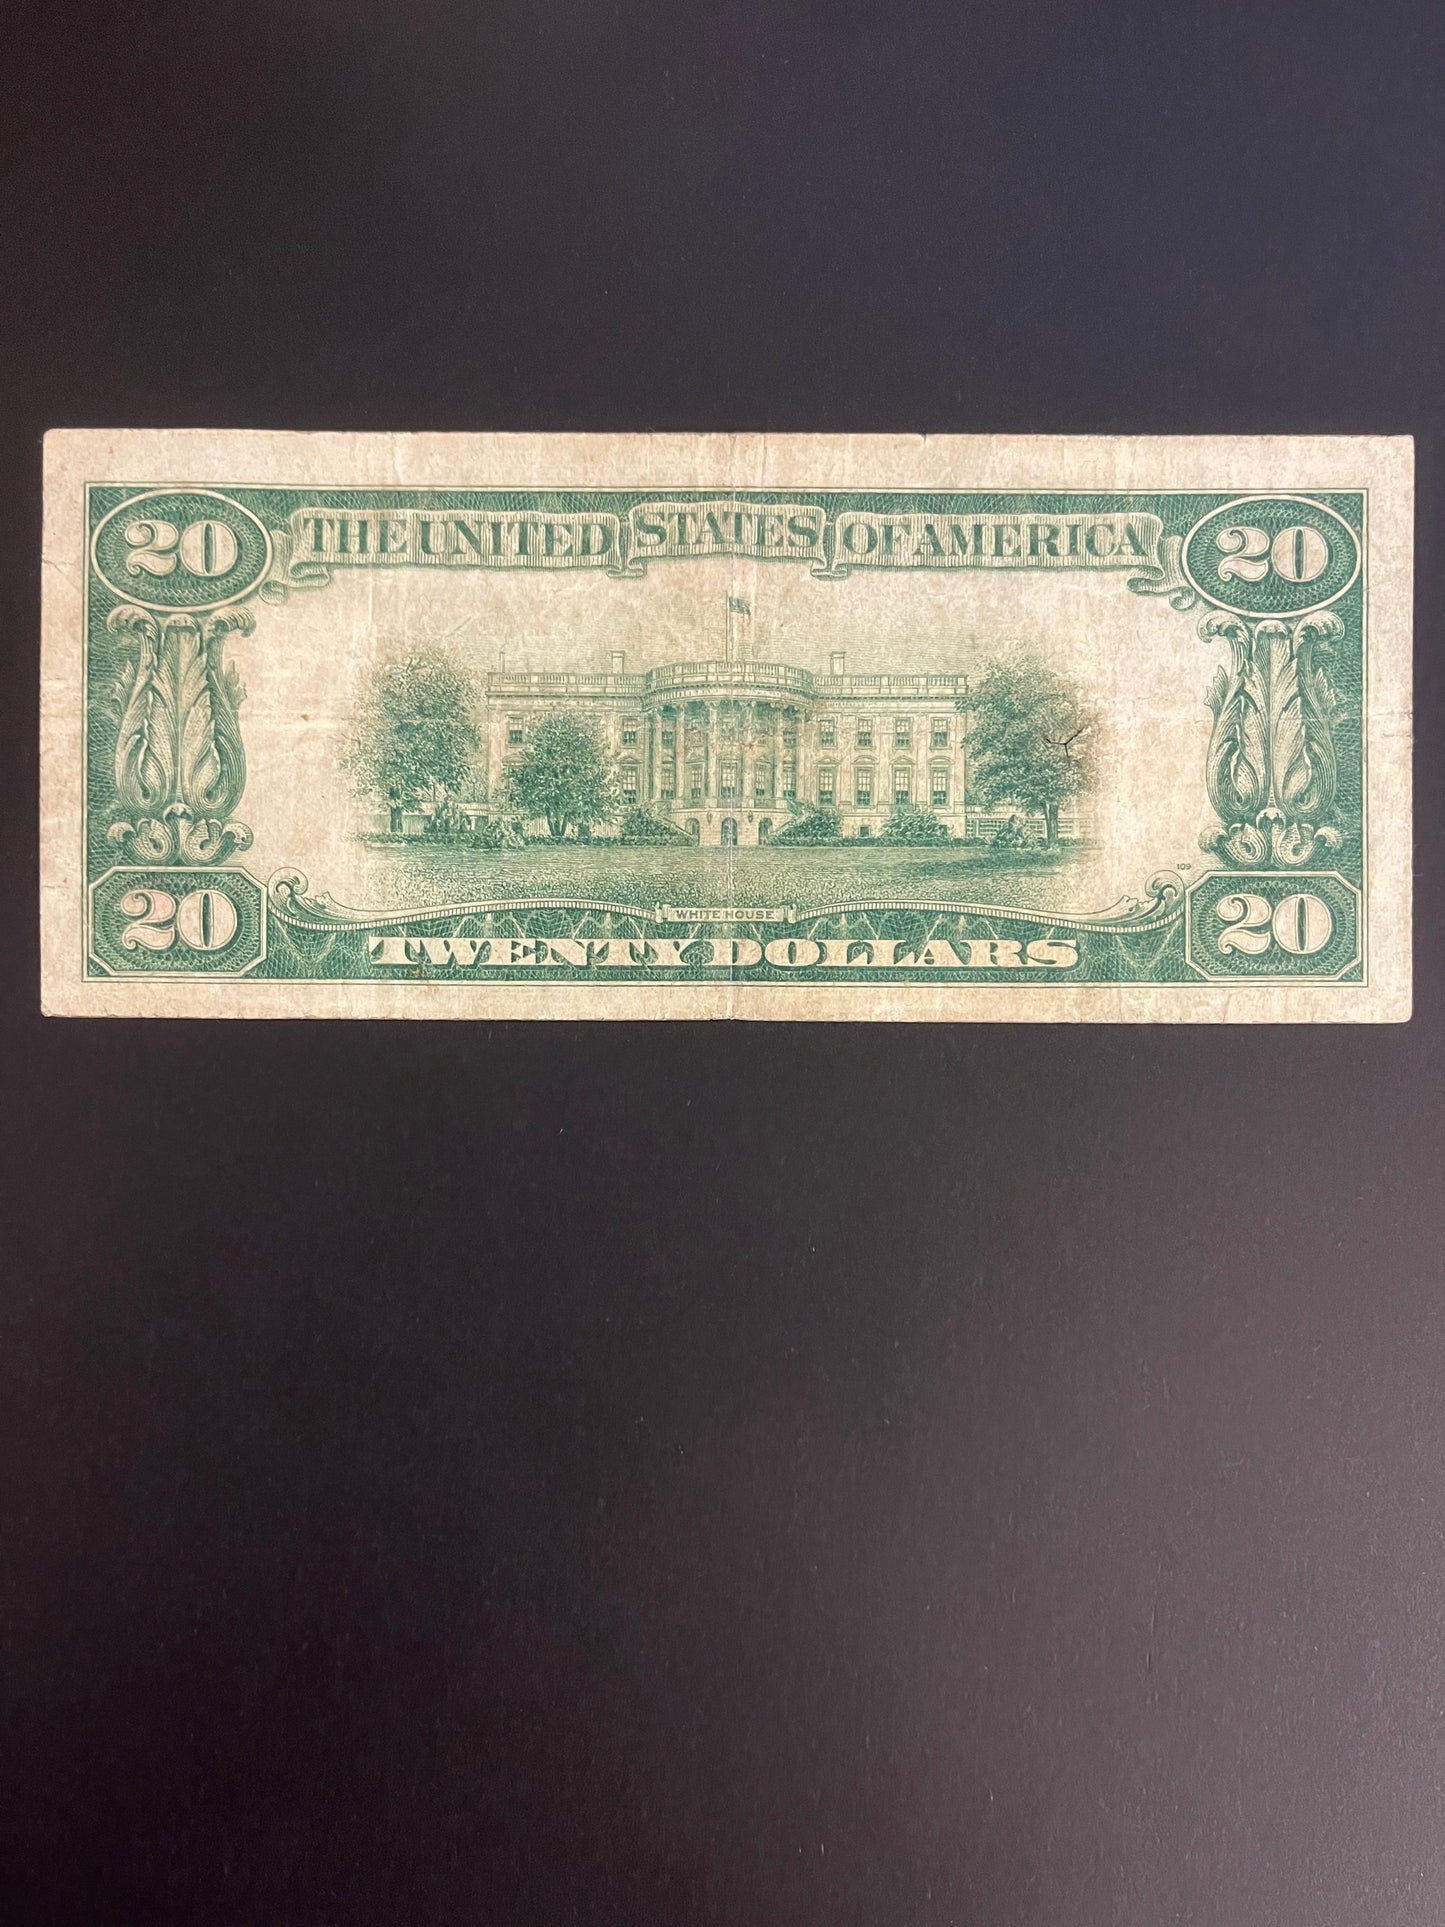 20 THE UNITED STATES OF AMERICA 20
109
WHITE HOUSE
20 TWENTY DOLLARS 20